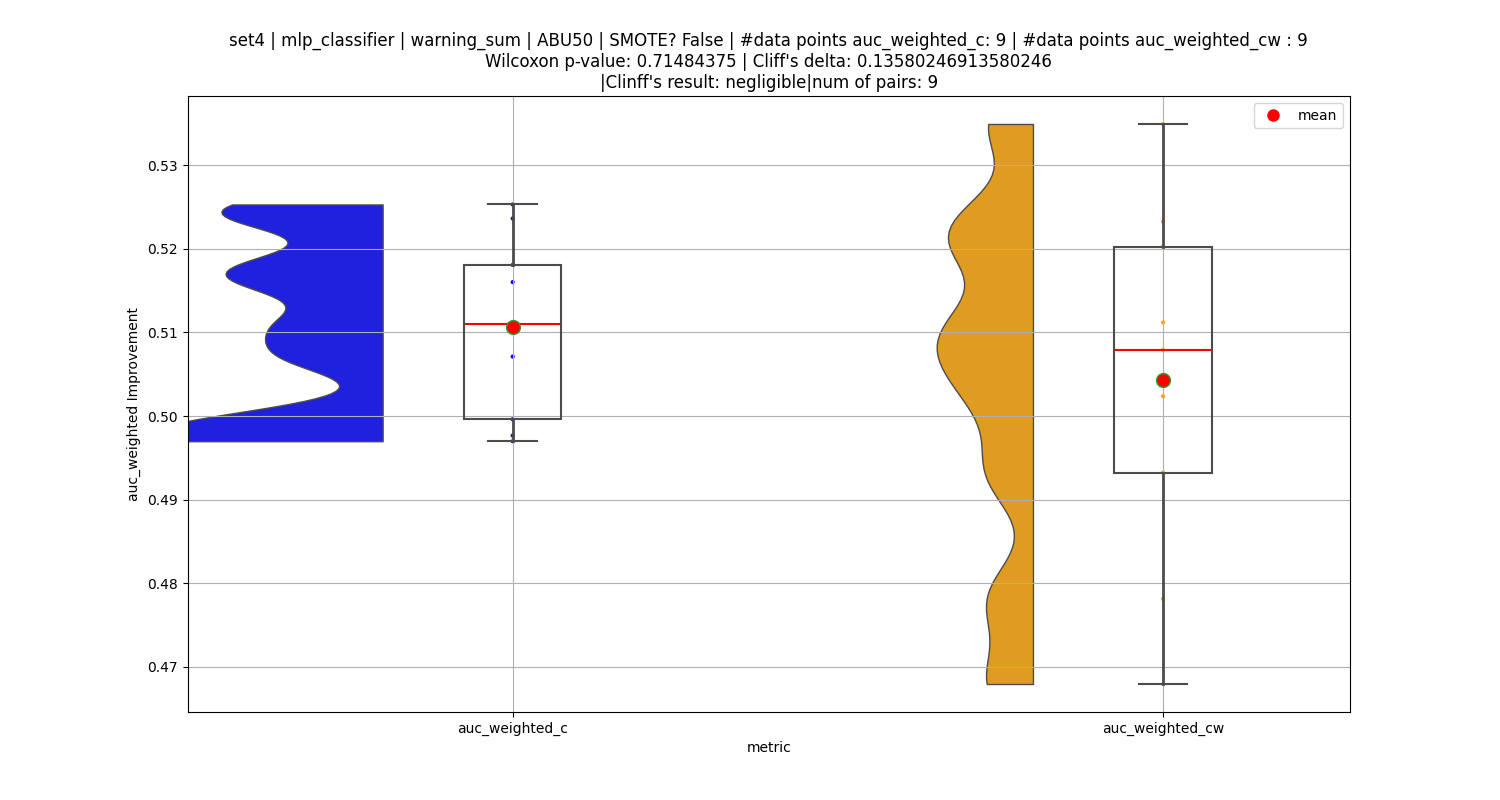 set4 | mlp_classifier | warning_sum | ABU50 | SMOTE? False | #data points auc_weighted_c: 9 | #data points auc_weighted_cw : 9
Wilcoxon p-value: 0.71484375 | Cliff's delta: 0.13580246913580246
|Clinff's result: negligible|num of pairs: 9
mean
0.53
0.52
0.51
0.50
0.49
0.48
0.47
auc_weighted Improvement
auc_weighted_c
auc_weighted_cw
metric